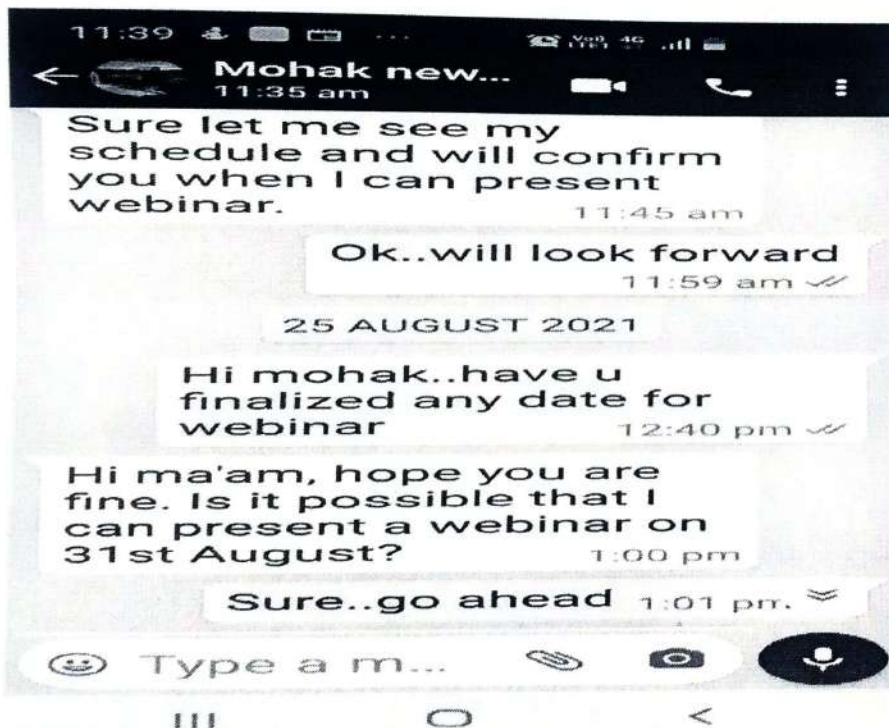 11:39
Mohak new...
11:35 am
Sure let me see my
schedule and will confirm
you when I can present
webinar.
11:45 am
Ok..will look forward
11:59 am
25 AUGUST 2021
Hi mohak..have u
finalized any date for
webinar
12:40 pm
Hi ma'am, hope you are
fine. Is it possible that I
can present a webinar on
31st August?
1:00 pm
Sure..go ahead
1:01 pm
Type a m...